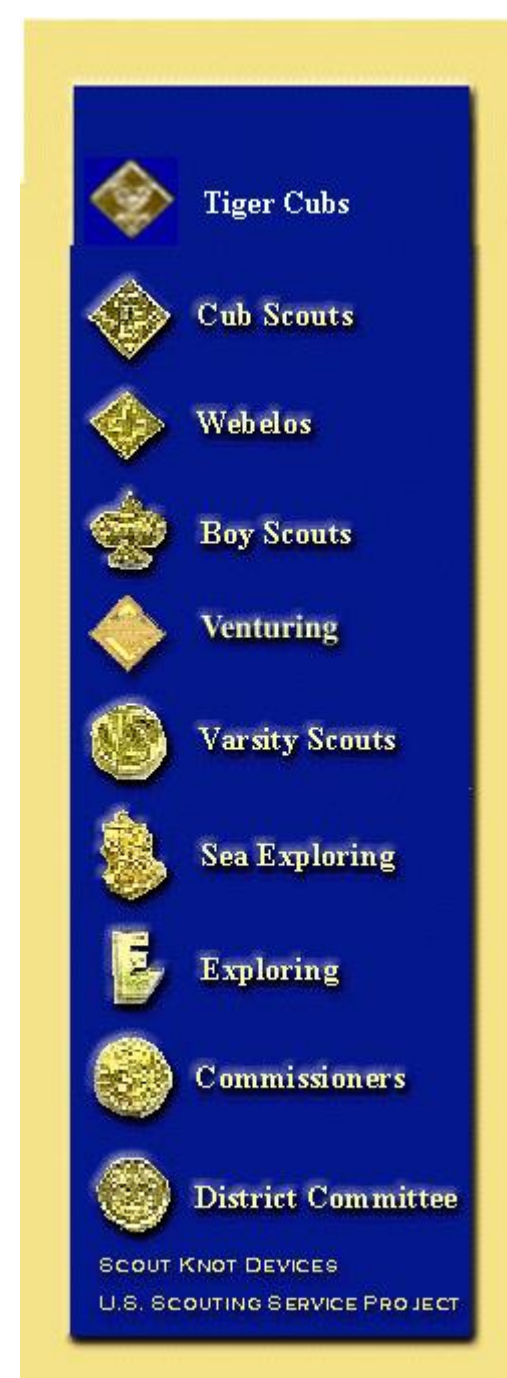 Tiger Cubs
Cub Scouts
Webelos
Boy Scouts
Venturing
Varsity Scouts
Sea Exploring
Exploring
Commissioners
District Committee
SCOUT KNOT DEVICES
U.S. SCOUTING SERVICE PROJECT